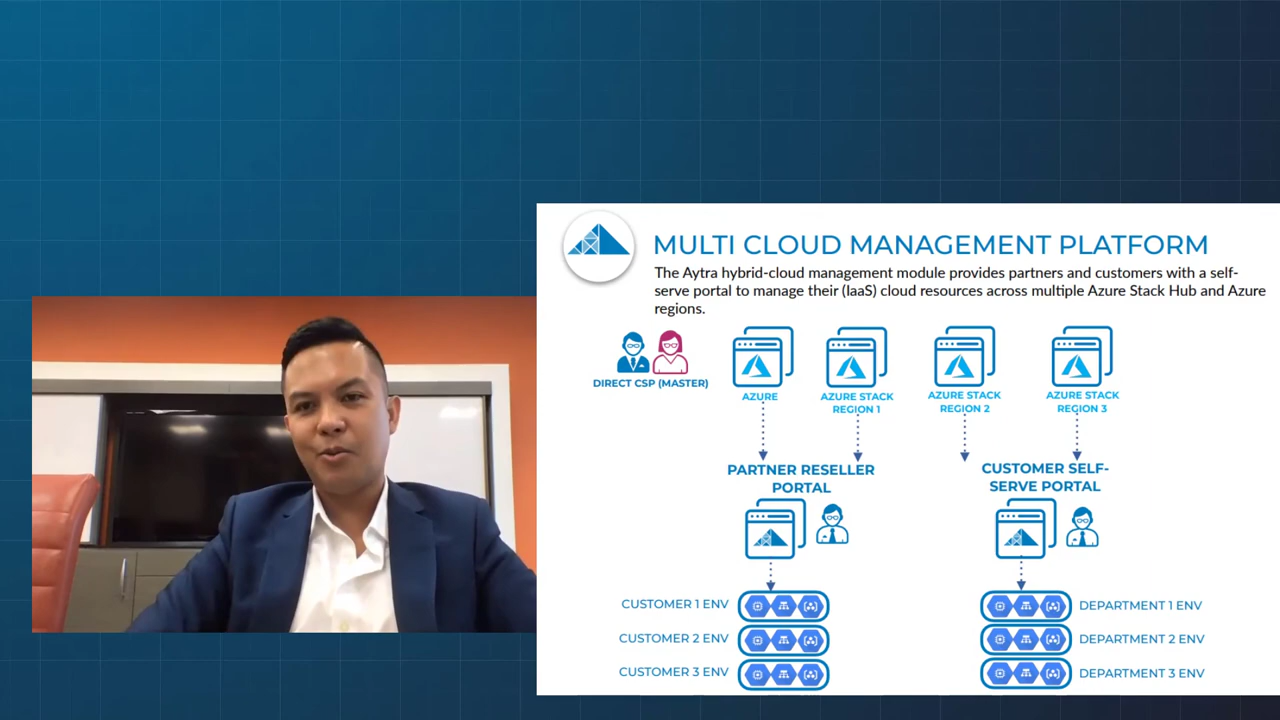 MULTI CLOUD MANAGEMENT PLATFORM
The Aytra hybrid-cloud management module provides partners and customers with a self-
serve portal to manage their (IaaS) cloud resources across multiple Azure Stack Hub and Azure
regions.
DIRECT CSP (MASTER)
AZURE
AZURE STACK
REGION 1
AZURE STACK
REGION 2
AZURE STACK
REGION 3
PARTNER RESELLER
PORTAL
CUSTOMER SELF-
SERVE PORTAL
CUSTOMER 1 ENV
CUSTOMER 2 ENV
CUSTOMER 3 ENV
DEPARTMENT 1 ENV
DEPARTMENT 2 ENV
DEPARTMENT 3 ENV